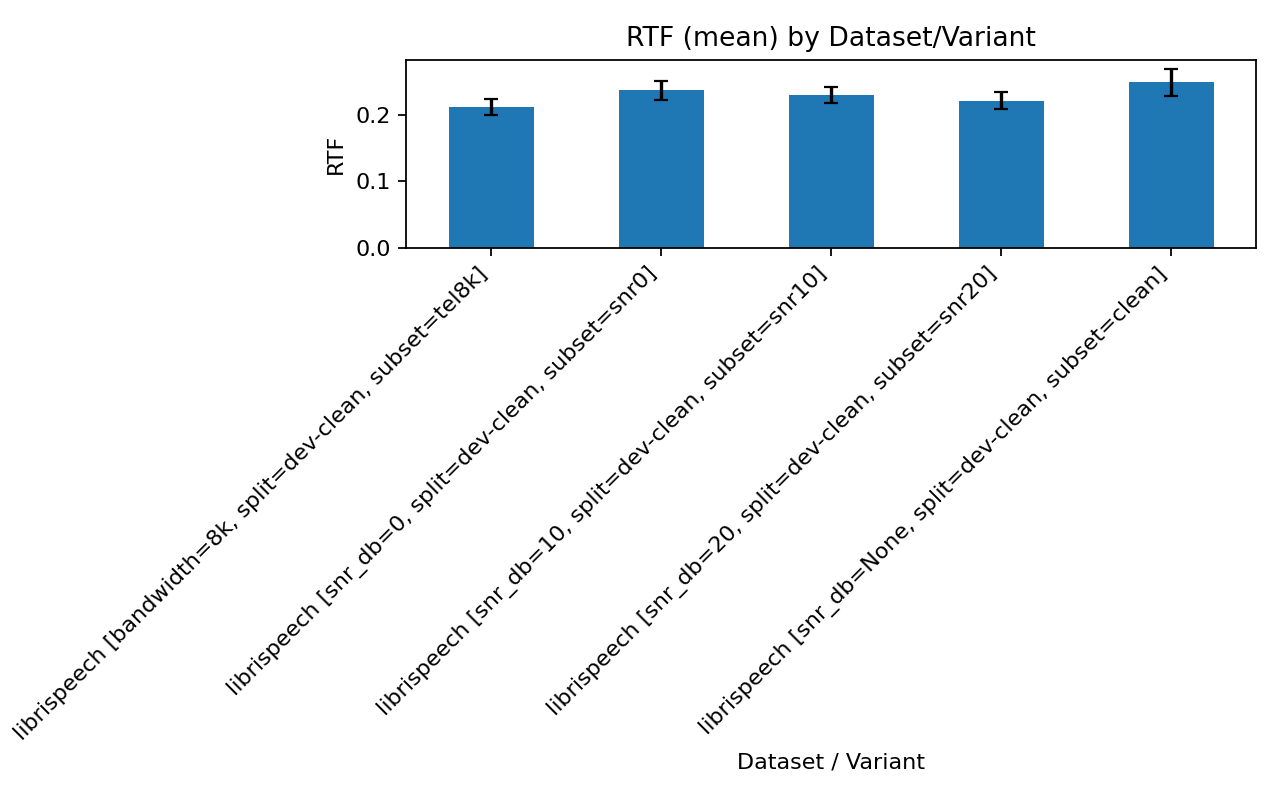 RTF (mean) by Dataset/Variant
RTF
0.2
0.1
0.0
librispeech [bandwidth=8k, split=dev-clean, subset=tel8k]
librispeech [snr_db=0, split=dev-clean, subset=snr0]
librispeech [snr_db=10, split=dev-clean, subset=snr10]
librispeech [snr_db=20, split=dev-clean, subset=snr20]
librispeech [snr_db=None, split=dev-clean, subset=clean]
Dataset / Variant